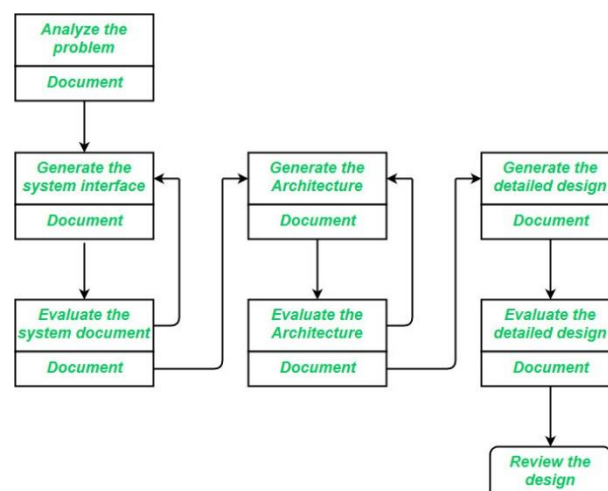 Analyze the
problem
Document
Generate the
system interface
Document
Evaluate the
system document
Document
Generate the
Architecture
Document
Evaluate the
Architecture
Document
Generate the
detailed design
Document
Evaluate the
detailed design
Document
Review the
design